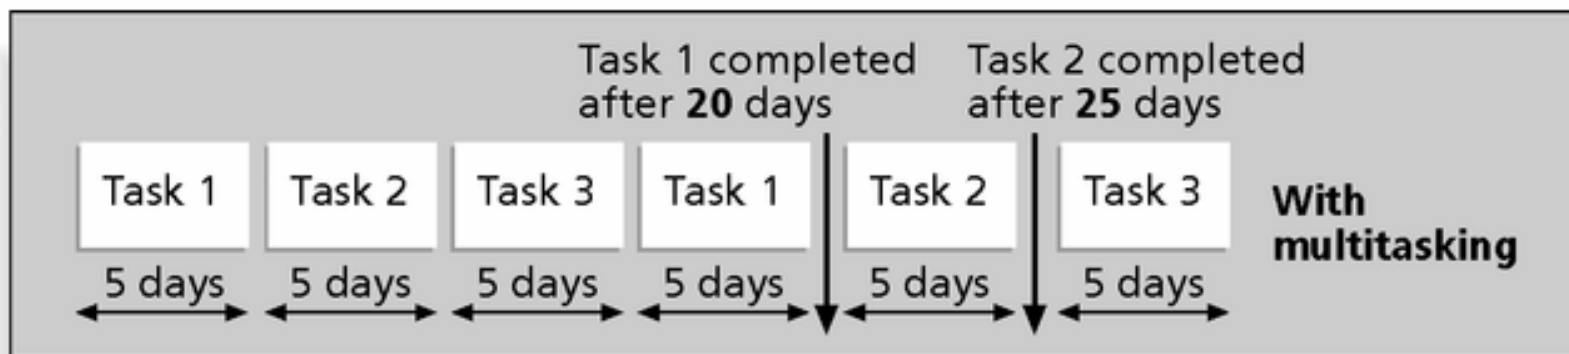 Task 1 completed
after 20 days
Task 2 completed
after 25 days
Task 1
Task 2
Task 3
Task 1
Task 2
Task 3
With
multitasking
5 days
5 days
5 days
5 days
5 days
5 days